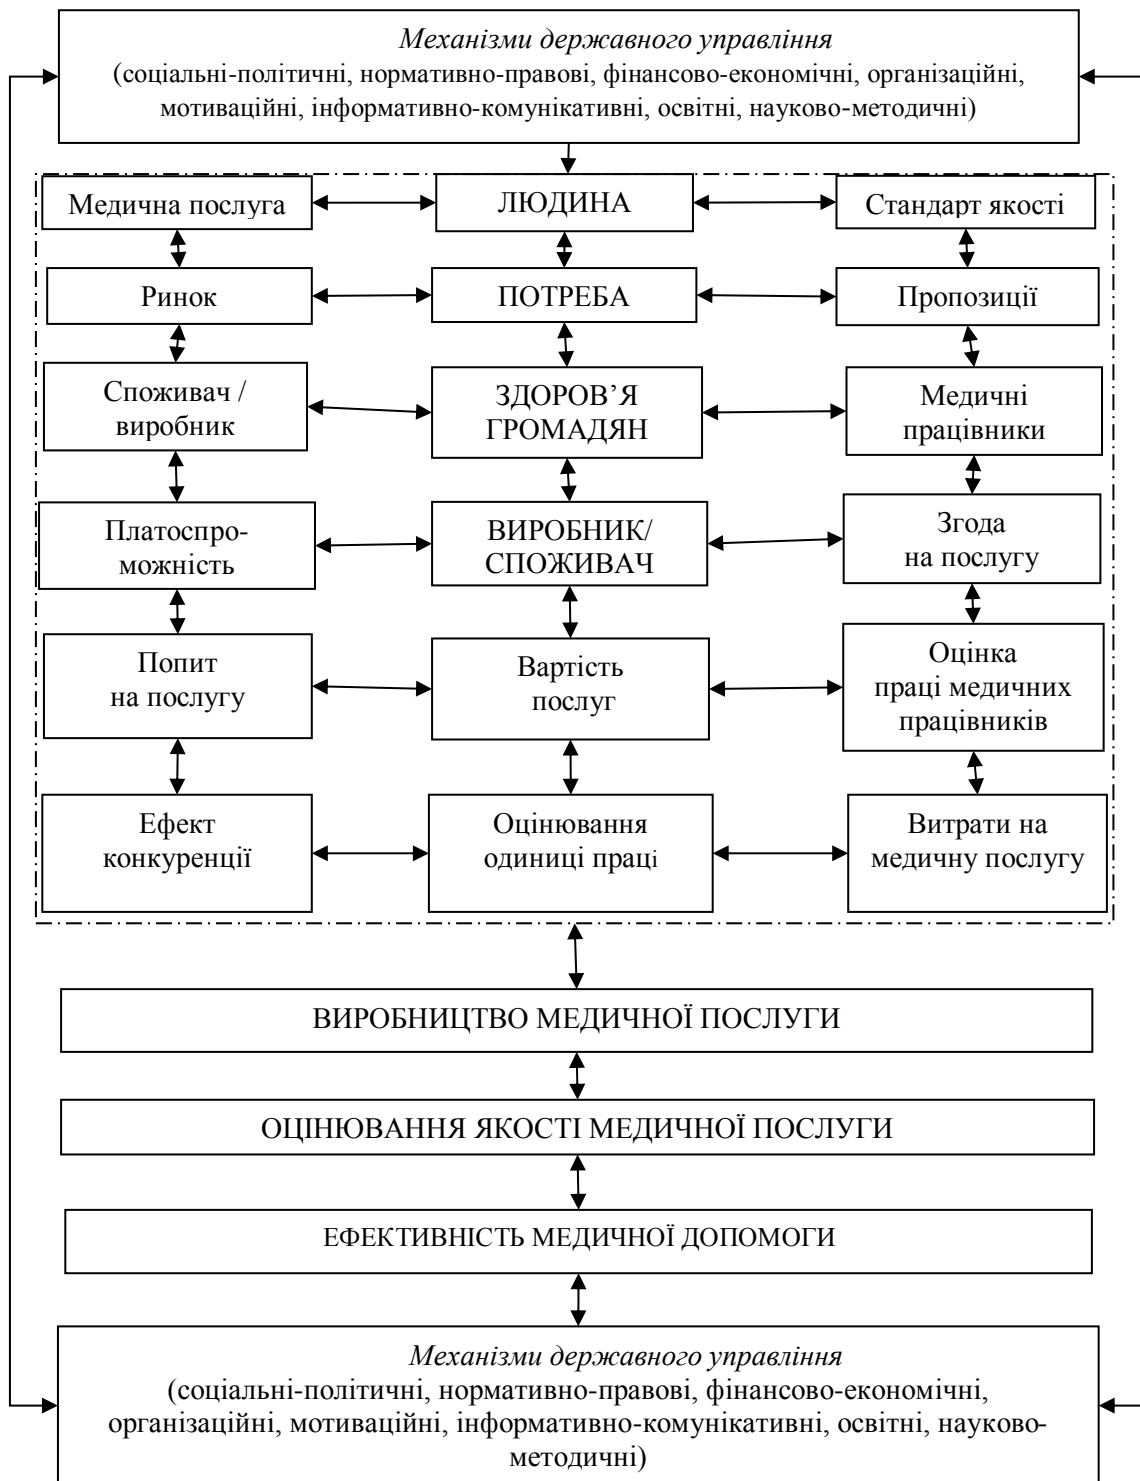 Механізми державного управління
(соціальні-політичні, нормативно-правові, фінансово-економічні, організаційні,
мотиваційні, інформативно-комунікативні, освітні, науково-методичні)
Медична послуга
ЛЮДИНА
Стандарт якості
Ринок
ПОТРЕБА
Пропозиції
Споживач /
виробник
ЗДОРОВ’Я
ГРОМАДЯН
Медичні
працівники
Платоспро-
можність
ВИРОБНИК/
СПОЖИВАЧ
Згода
на послугу
Попит
на послугу
Вартість
послуг
Оцінка
праці медичних
працівників
Ефект
конкуренції
Оцінювання
одиниці праці
Витрати на
медичну послугу
ВИРОБНИЦТВО МЕДИЧНОЇ ПОСЛУГИ
ОЦІНЮВАННЯ ЯКОСТІ МЕДИЧНОЇ ПОСЛУГИ
ЕФЕКТИВНІСТЬ МЕДИЧНОЇ ДОПОМОГИ
Механізми державного управління
(соціальні-політичні, нормативно-правові, фінансово-економічні,
організаційні, мотиваційні, інформативно-комунікативні, освітні, науково-
методичні)